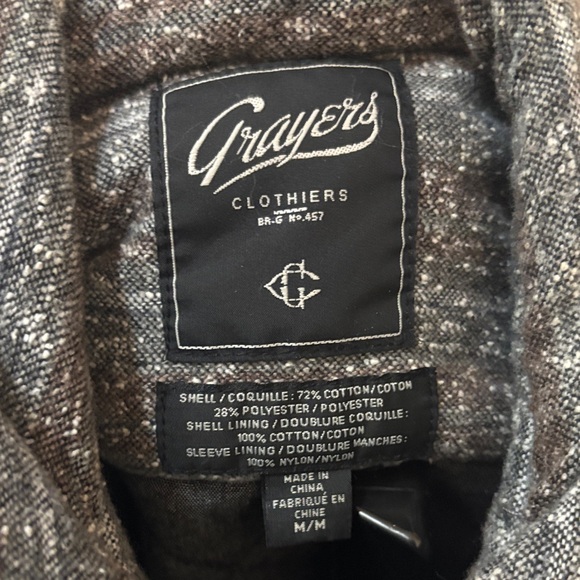 Grayers
CLOTHIERS
BR-G No.457
GC
SHELL / COQUILLE: 72% COTTON/COTON
28% POLYESTER / POLYESTER
SHELL LINING / DOUBLURE COQUILLE:
100% COTTON/COTON
SLEEVE LINING / DOUBLURE MANCHES:
100% NYLON/NYLON
MADE IN
CHINA
FABRIQUÉ EN
CHINE
M/M